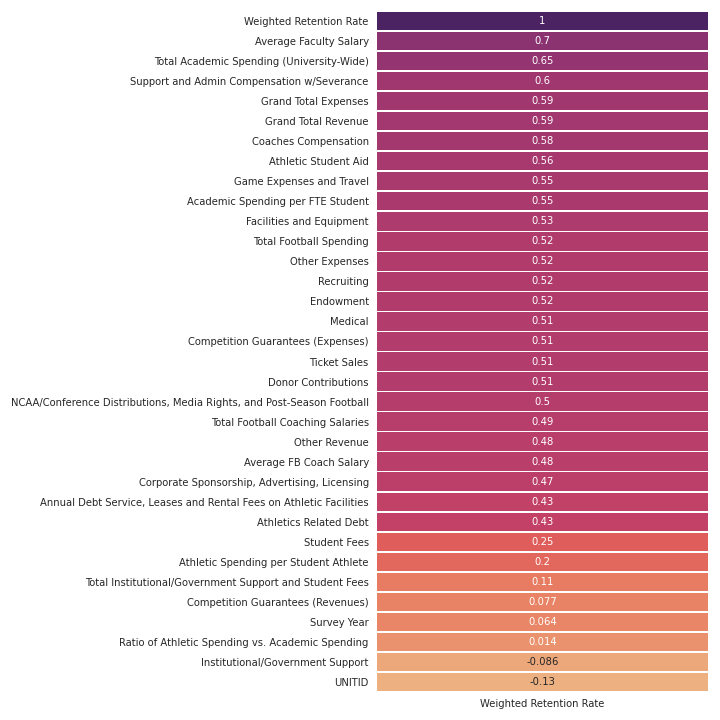 Weighted Retention Rate 1
Average Faculty Salary 0.7
Total Academic Spending (University-Wide) 0.65
Support and Admin Compensation w/Severance 0.6
Grand Total Expenses 0.59
Grand Total Revenue 0.59
Coaches Compensation 0.58
Athletic Student Aid 0.56
Game Expenses and Travel 0.55
Academic Spending per FTE Student 0.55
Facilities and Equipment 0.53
Total Football Spending 0.52
Other Expenses 0.52
Recruiting 0.52
Endowment 0.52
Medical 0.51
Competition Guarantees (Expenses) 0.51
Ticket Sales 0.51
Donor Contributions 0.51
NCAA/Conference Distributions, Media Rights, and Post-Season Football 0.5
Total Football Coaching Salaries 0.49
Other Revenue 0.48
Average FB Coach Salary 0.48
Corporate Sponsorship, Advertising, Licensing 0.47
Annual Debt Service, Leases and Rental Fees on Athletic Facilities 0.43
Athletics Related Debt 0.43
Student Fees 0.25
Athletic Spending per Student Athlete 0.2
Total Institutional/Government Support and Student Fees 0.11
Competition Guarantees (Revenues) 0.077
Survey Year 0.064
Ratio of Athletic Spending vs. Academic Spending 0.014
Institutional/Government Support -0.086
UNITID -0.13
Weighted Retention Rate